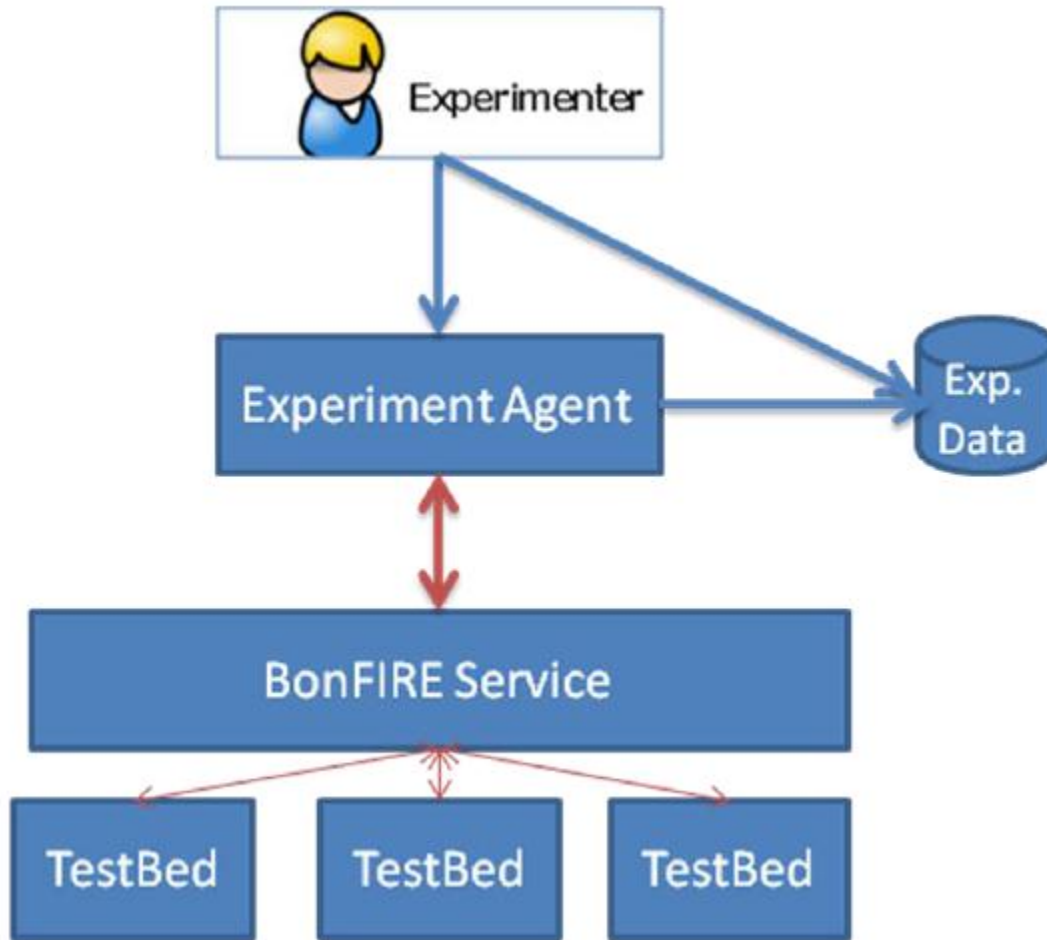 Experimenter
Experiment Agent
Exp.
Data
BonFIRE Service
TestBed
TestBed
TestBed